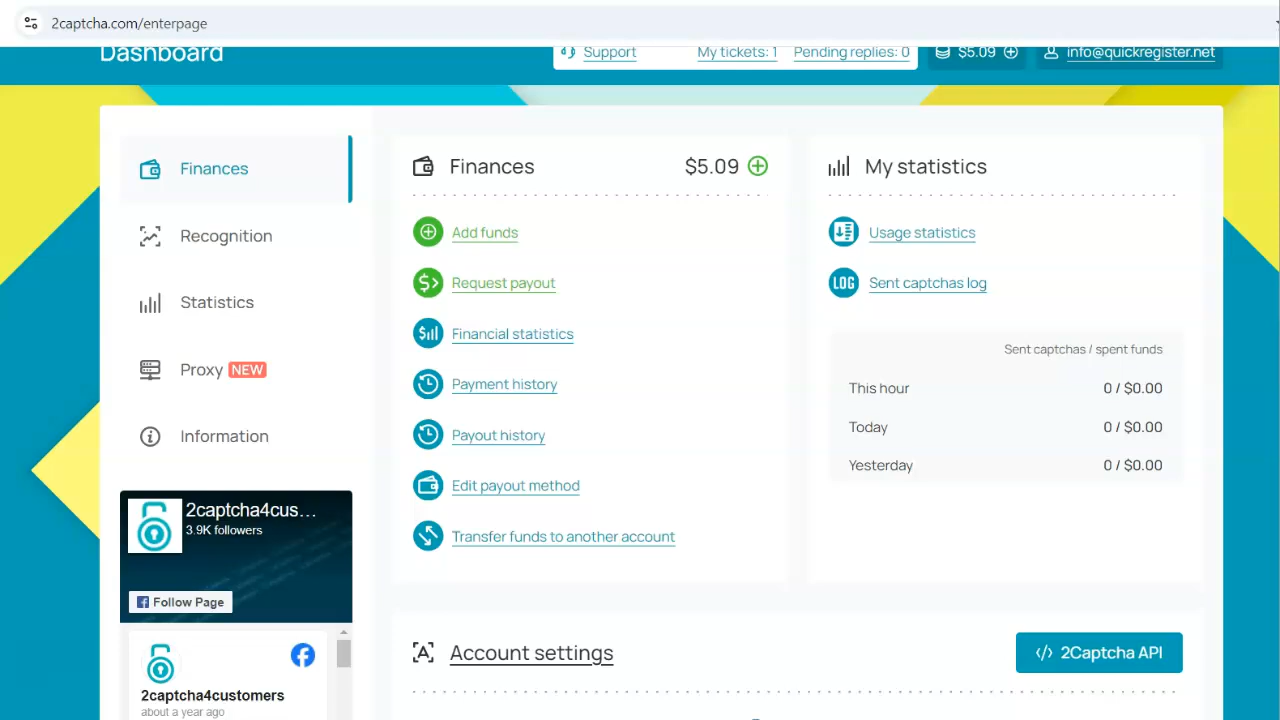 2captcha.com/enterpage
Dashboard
Support
My tickets: 1
Pending replies: 0
$5.09
info@quickregister.net
Finances
Recognition
Statistics
Proxy NEW
Information
2captcha4cus...
3.9K followers
Follow Page
2captcha4customers
about a year ago
Finances
$5.09
Add funds
Request payout
Financial statistics
Payment history
Payout history
Edit payout method
Transfer funds to another account
My statistics
Usage statistics
LOG
Sent captchas log
Sent captchas / spent funds
This hour 0 / $0.00
Today 0 / $0.00
Yesterday 0 / $0.00
Account settings
2Captcha API